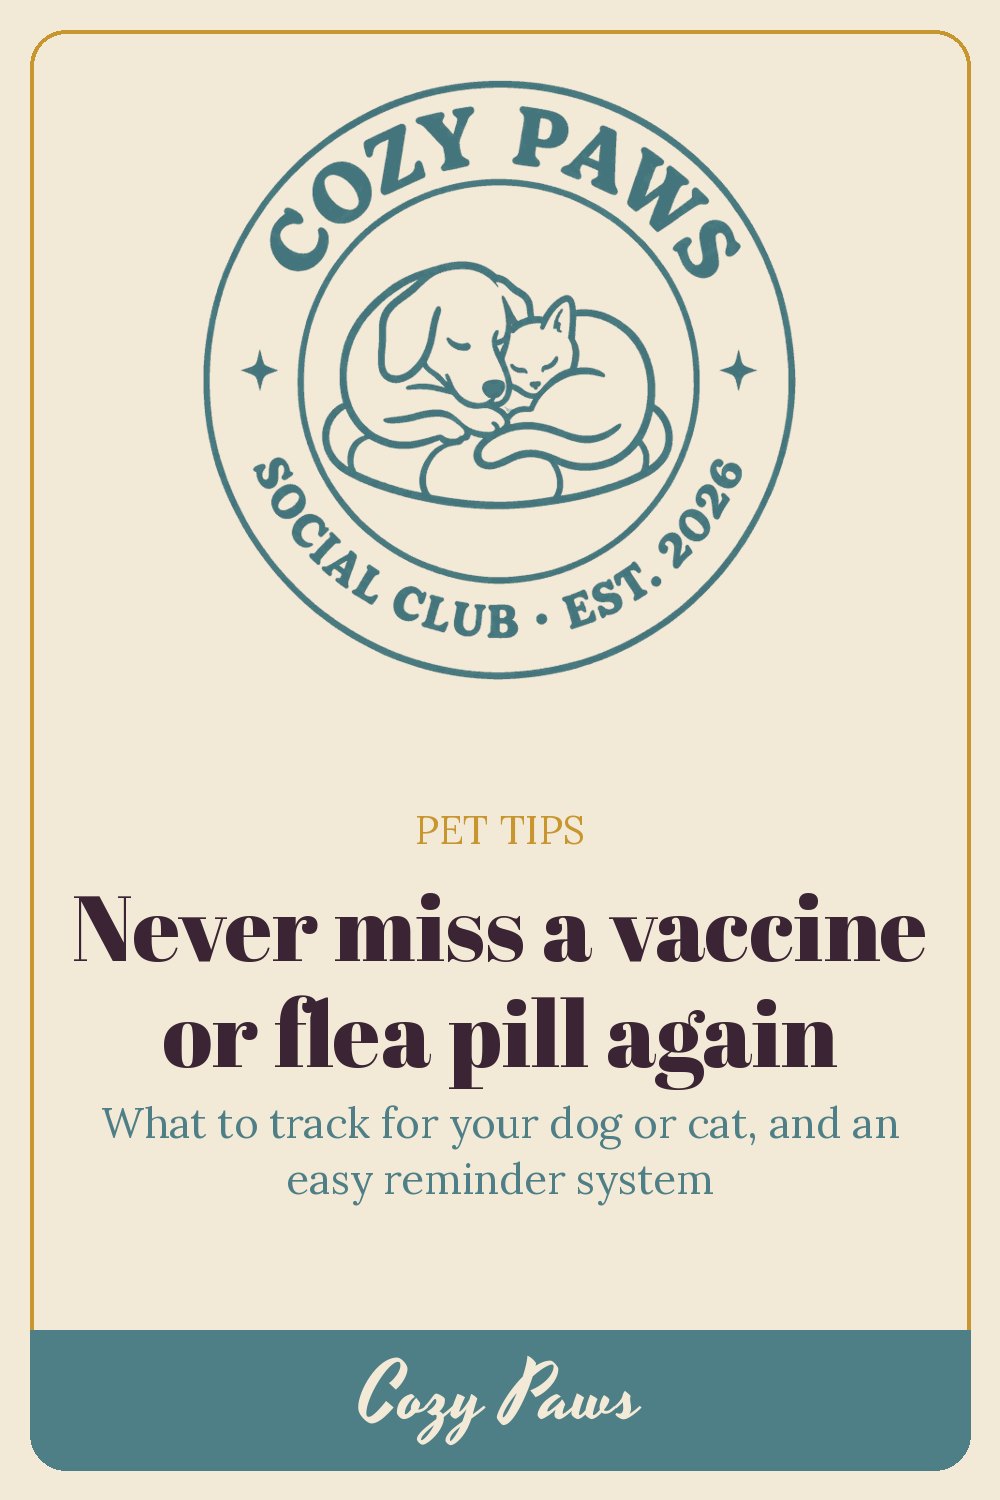 COZY PAWS
SOCIAL CLUB · EST. 2026
PET TIPS
Never miss a vaccine
or flea pill again
What to track for your dog or cat, and an
easy reminder system
Cozy Paws